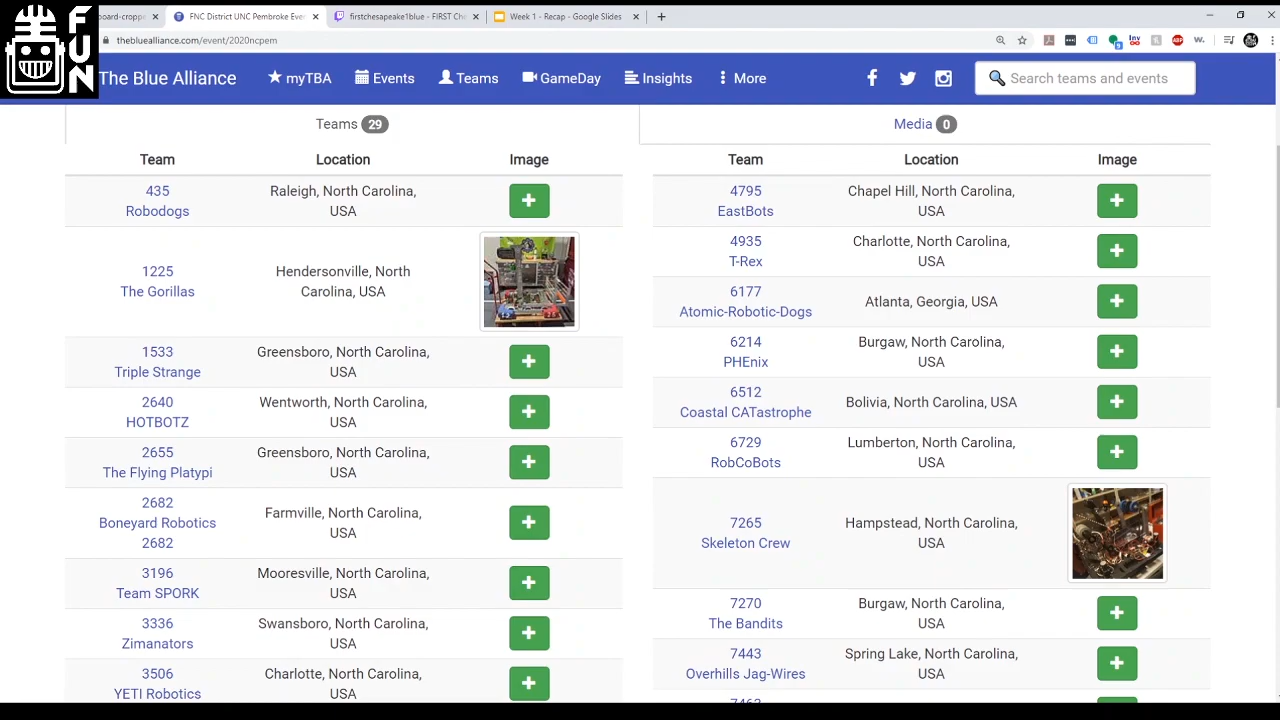 FUN
board-croppe
FNC District UNC Pembroke Eve
firstchesapeake1blue - FIRST Ch
Week 1 - Recap - Google Slides
thebluealliance.com/event/2020ncpem
The Blue Alliance
myTBA
Events
Teams
GameDay
Insights
More
Search teams and events
Teams 29
Media 0
Team Location Image
435
Robodogs
Raleigh, North Carolina,
USA
1225
The Gorillas
Hendersonville, North
Carolina, USA
1533
Triple Strange
Greensboro, North Carolina,
USA
2640
HOTBOTZ
Wentworth, North Carolina,
USA
2655
The Flying Platypi
Greensboro, North Carolina,
USA
2682
Boneyard Robotics
2682
Farmville, North Carolina,
USA
3196
Team SPORK
Mooresville, North Carolina,
USA
3336
Zimanators
Swansboro, North Carolina,
USA
3506
YETI Robotics
Charlotte, North Carolina,
USA
Team Location Image
4795
EastBots
Chapel Hill, North Carolina,
USA
4935
T-Rex
Charlotte, North Carolina,
USA
6177
Atomic-Robotic-Dogs
Atlanta, Georgia, USA
6214
PHEnix
Burgaw, North Carolina,
USA
6512
Coastal CATastrophe
Bolivia, North Carolina, USA
6729
RobCoBots
Lumberton, North Carolina,
USA
7265
Skeleton Crew
Hampstead, North Carolina,
USA
7270
The Bandits
Burgaw, North Carolina,
USA
7443
Overhills Jag-Wires
Spring Lake, North Carolina,
USA